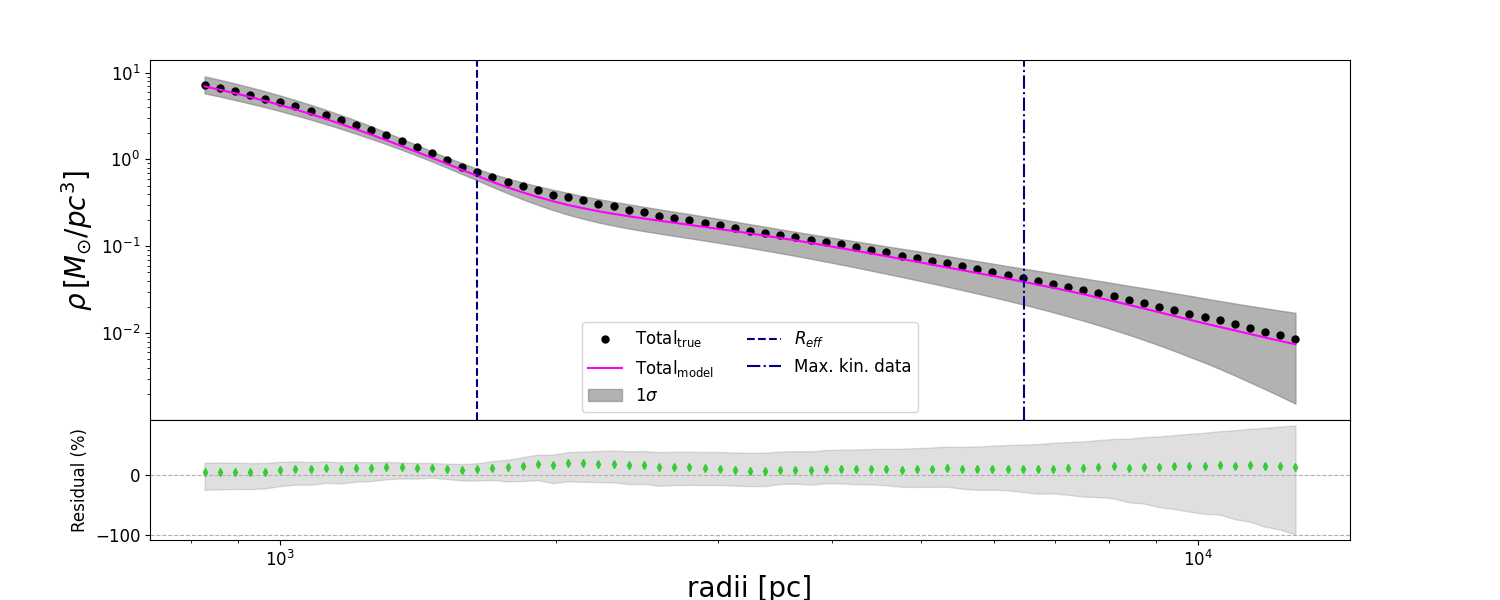 10¹
10⁰
10⁻¹
10⁻²
ρ [M⊙/pc³]
Total_true
Total_model
1σ
R_eff
Max. kin. data
Residual (%)
0
−100
10³
10⁴
radii [pc]